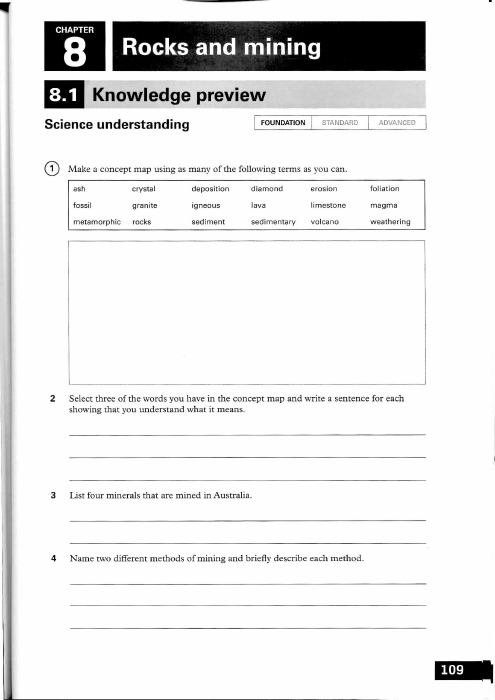 CHAPTER
8
Rocks and mining
8.1 Knowledge preview
Science understanding
FOUNDATION STANDARD ADVANCED
1 Make a concept map using as many of the following terms as you can.
ash crystal deposition diamond erosion foliation
fossil granite igneous lava limestone magma
metamorphic rocks sediment sedimentary volcano weathering
2 Select three of the words you have in the concept map and write a sentence for each
showing that you understand what it means.
3 List four minerals that are mined in Australia.
4 Name two different methods of mining and briefly describe each method.
109